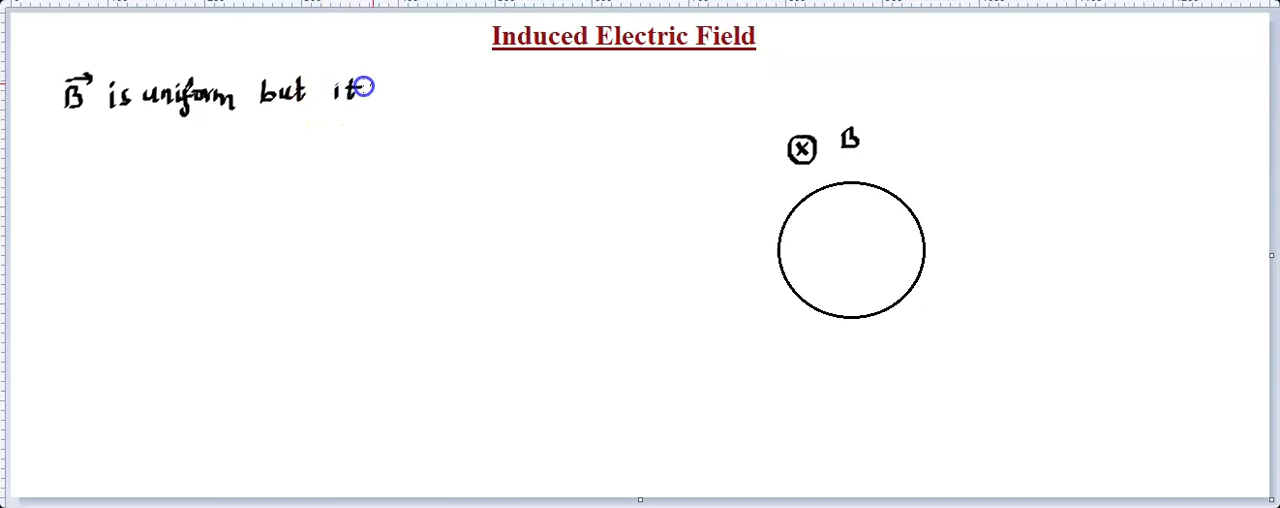 Induced Electric Field
B⃗ is uniform but it
ⓧ B